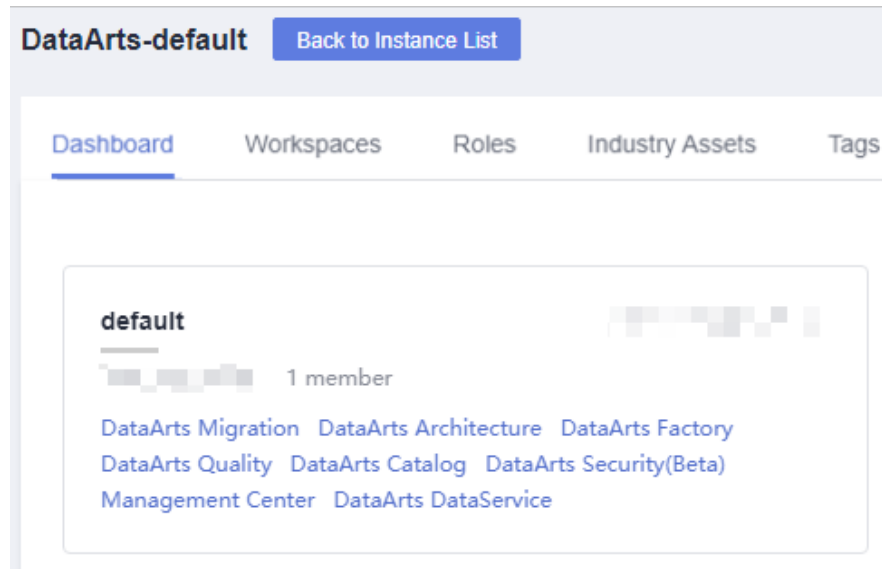 DataArts-default Back to Instance List
Dashboard Workspaces Roles Industry Assets Tags
default
1 member
DataArts Migration DataArts Architecture DataArts Factory
DataArts Quality DataArts Catalog DataArts Security(Beta)
Management Center DataArts DataService